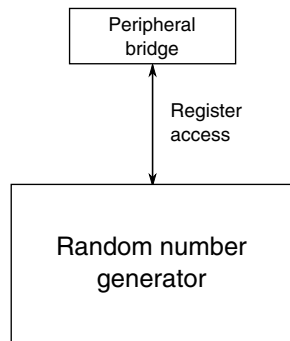 Peripheral
bridge
Register
access
Random number
generator